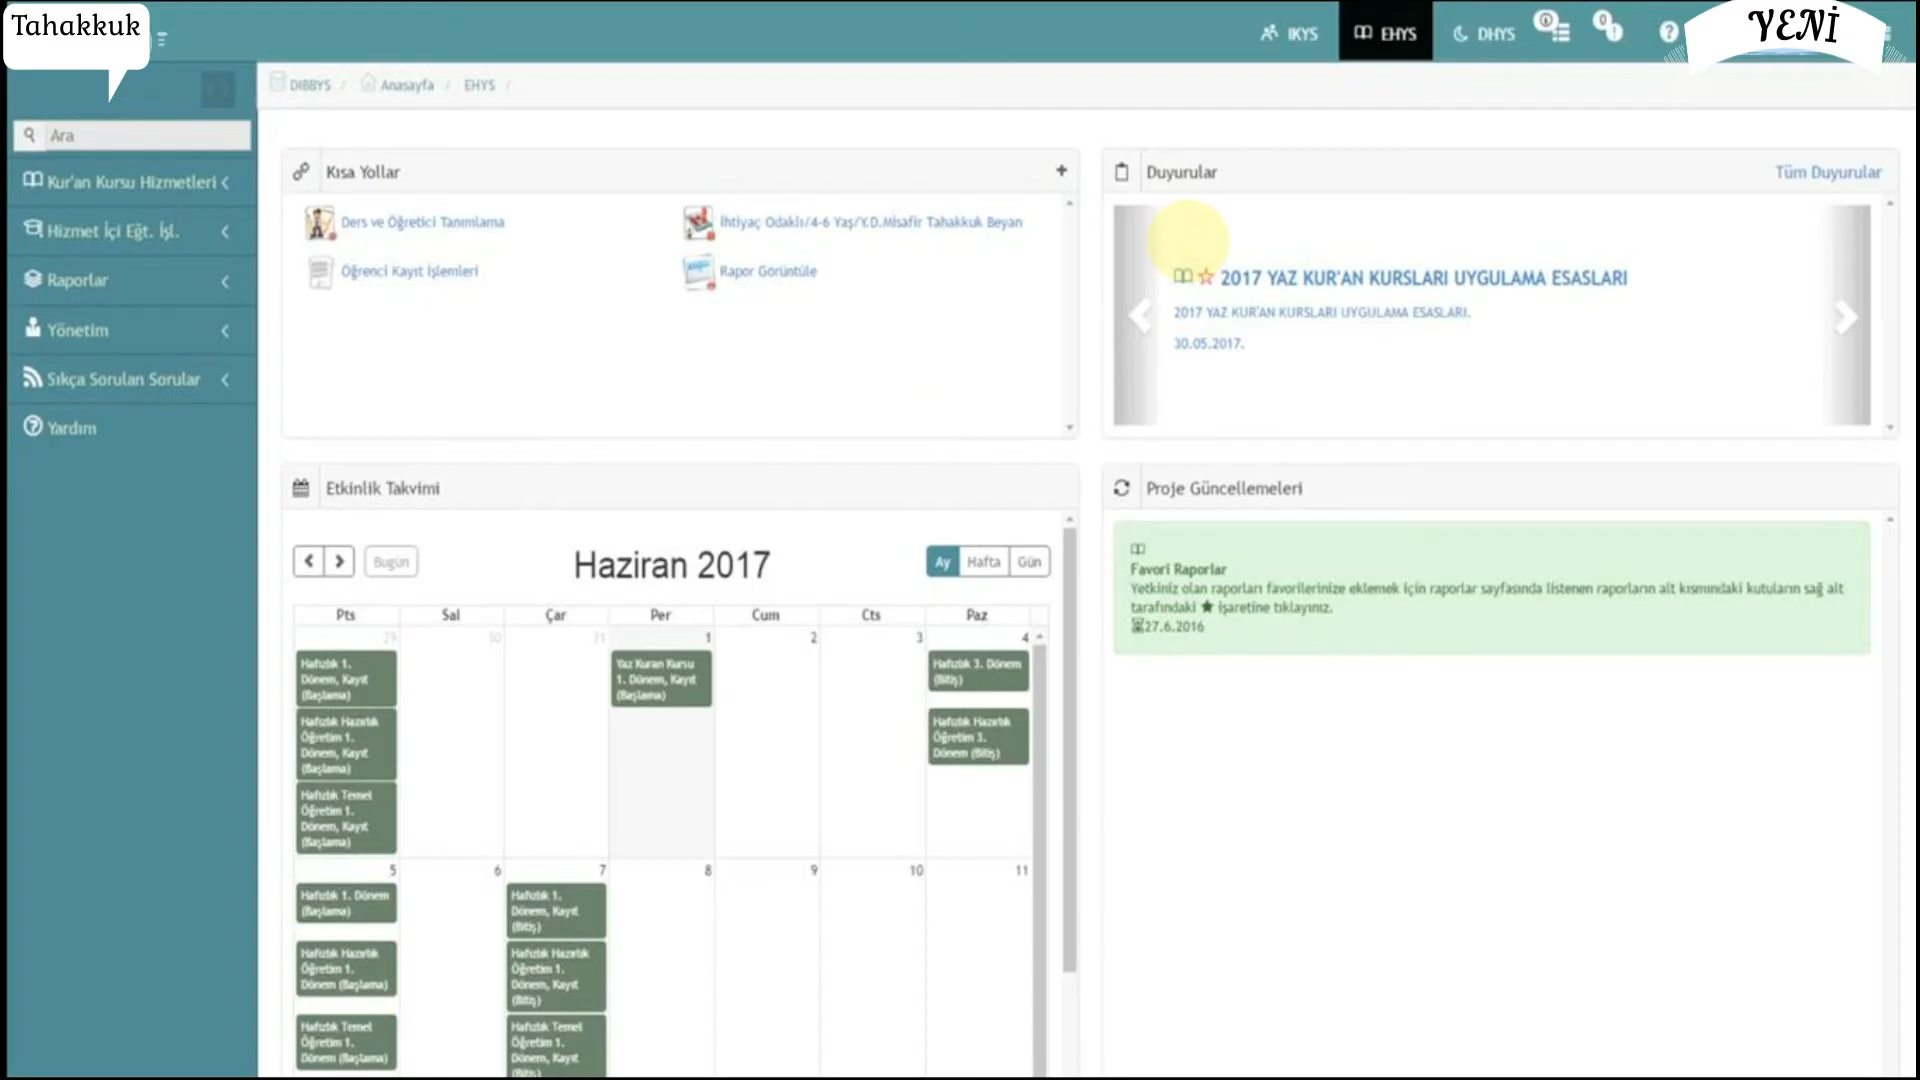 Tahakkuk
IKYS
EHYS
DHYS
0
YENİ
DIBBYS / Anasayfa / EHYS /
Ara
Kur'an Kursu Hizmetleri
Hizmet İçi Eğt. İşl.
Raporlar
Yönetim
Sıkça Sorulan Sorular
Yardım
Kısa Yollar
+
Ders ve Öğretici Tanımlama
İhtiyaç Odaklı/4-6 Yaş/Y.D.Misafir Tahakkuk Beyan
Öğrenci Kayıt İşlemleri
Rapor Görüntüle
Duyurular
Tüm Duyurular
2017 YAZ KUR'AN KURSLARI UYGULAMA ESASLARI
2017 YAZ KUR'AN KURSLARI UYGULAMA ESASLARI.
30.05.2017.
Etkinlik Takvimi
Bugün
Haziran 2017
Ay Hafta Gün
Pts Sal Çar Per Cum Cts Paz
29 30 31 1 2 3 4
Hafızlık 1.
Dönem, Kayıt
(Başlama)
Hafızlık Hazırlık
Öğretim 1.
Dönem, Kayıt
(Başlama)
Hafızlık Temel
Öğretim 1.
Dönem, Kayıt
(Başlama)
Yaz Kuran Kursu
1. Dönem, Kayıt
(Başlama)
Hafızlık 3. Dönem
(Bitiş)
Hafızlık Hazırlık
Öğretim 3.
Dönem (Bitiş)
5 6 7 8 9 10 11
Hafızlık 1. Dönem
(Başlama)
Hafızlık Hazırlık
Öğretim 1.
Dönem (Başlama)
Hafızlık Temel
Öğretim 1.
Dönem (Başlama)
Hafızlık 1.
Dönem, Kayıt
(Bitiş)
Hafızlık Hazırlık
Öğretim 1.
Dönem, Kayıt
(Bitiş)
Hafızlık Temel
Öğretim 1.
Dönem, Kayıt
(Bitiş)
Proje Güncellemeleri
Favori Raporlar
Yetkiniz olan raporları favorilerinize eklemek için raporlar sayfasında listenen raporların alt kısmındaki kutuların sağ alt
tarafındaki ★ işaretine tıklayınız.
27.6.2016